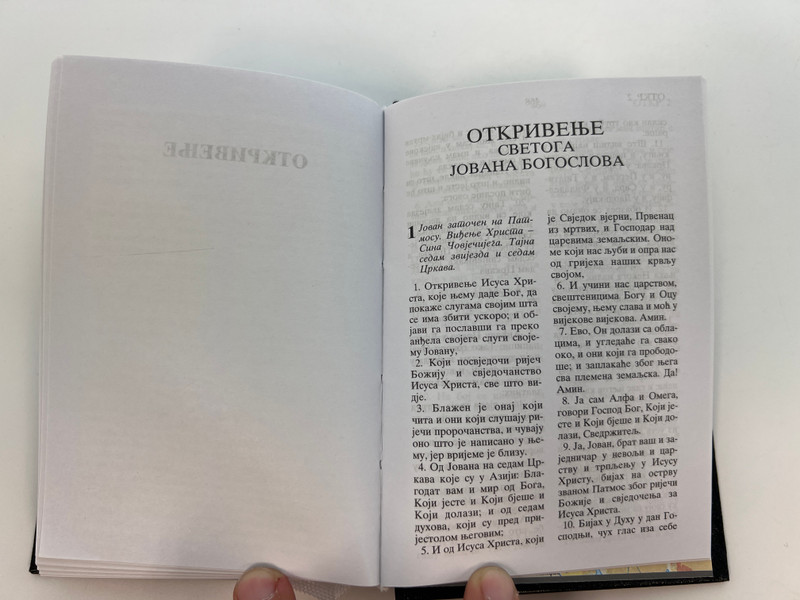 ОТКРИВЕЊЕ
ОТКРИВЕЊЕ
СВЕТОГА
ЈОВАНА БОГОСЛОВА
1 Јован заточен на Пат-
мосу. Виђење Христа –
Сина Човјечијега. Тајна
седам звијезда и седам
Цркава.
1. Откривење Исуса Хри-
ста, које њему даде Бог, да
покаже слугама својим шта
се има збити ускоро; и об-
јави га пославши га преко
анђела својега слуги своје-
му Јовану,
2. Који посвједочи ријеч
Божију и свједочанство
Исуса Христа, све што ви-
дје.
3. Блажен је онај који
чита и они који слушају ри-
јечи пророчанства, и чувају
оно што је написано у ње-
му, јер вријеме је близу.
4. Од Јована на седам Цр-
кава које су у Азији: Бла-
годат вам и мир од Бога,
Који јесте и Који бјеше и
Који долази; и од седам
духова, који су пред при-
јестолом његовим;
5. И од Исуса Христа, који
је Свједок вјерни, Првенац
из мртвих, и Господар над
царевима земаљским. Оно-
ме који нас љуби и опра нас
од гријеха наших крвљу
својом,
6. И учини нас царством,
свештеницима Богу и Оцу
својему, њему слава и моћ у
вијекове вијекова. Амин.
7. Ево, Он долази са обла-
цима, и угледаће га свако
око, и они који га прободо-
ше; и заплакаће због њега
сва племена земаљска. Да!
Амин.
8. Ја сам Алфа и Омега,
говори Господ Бог, Који је-
сте и Који бјеше и Који до-
лази, Сведржитељ.
9. Ја, Јован, брат ваш и за-
једничар у невољи и цар-
ству и трпљењу у Исусу
Христу, бијах на острву
званом Патмос због ријечи
Божије и свједочења за
Исуса Христа.
10. Бијах у Духу у дан Го-
сподњи, и чух глас иза себе